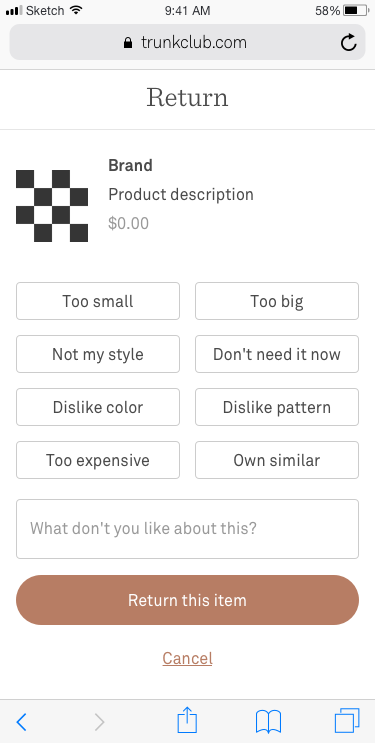 Sketch 9:41 AM 58%
trunkclub.com
Return
Brand
Product description
$0.00
Too small Too big
Not my style Don't need it now
Dislike color Dislike pattern
Too expensive Own similar
What don't you like about this?
Return this item
Cancel